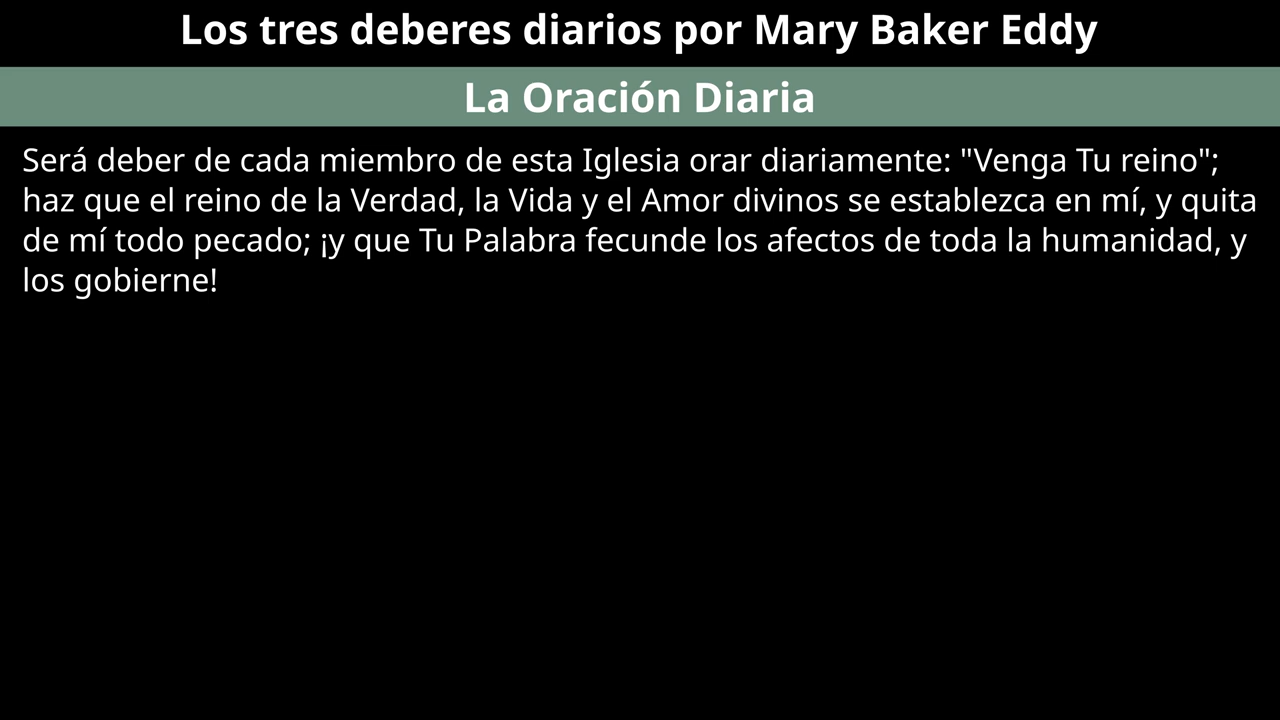 Los tres deberes diarios por Mary Baker Eddy
La Oración Diaria
Será deber de cada miembro de esta Iglesia orar diariamente: "Venga Tu reino";
haz que el reino de la Verdad, la Vida y el Amor divinos se establezca en mí, y quita
de mí todo pecado; ¡y que Tu Palabra fecunde los afectos de toda la humanidad, y
los gobierne!